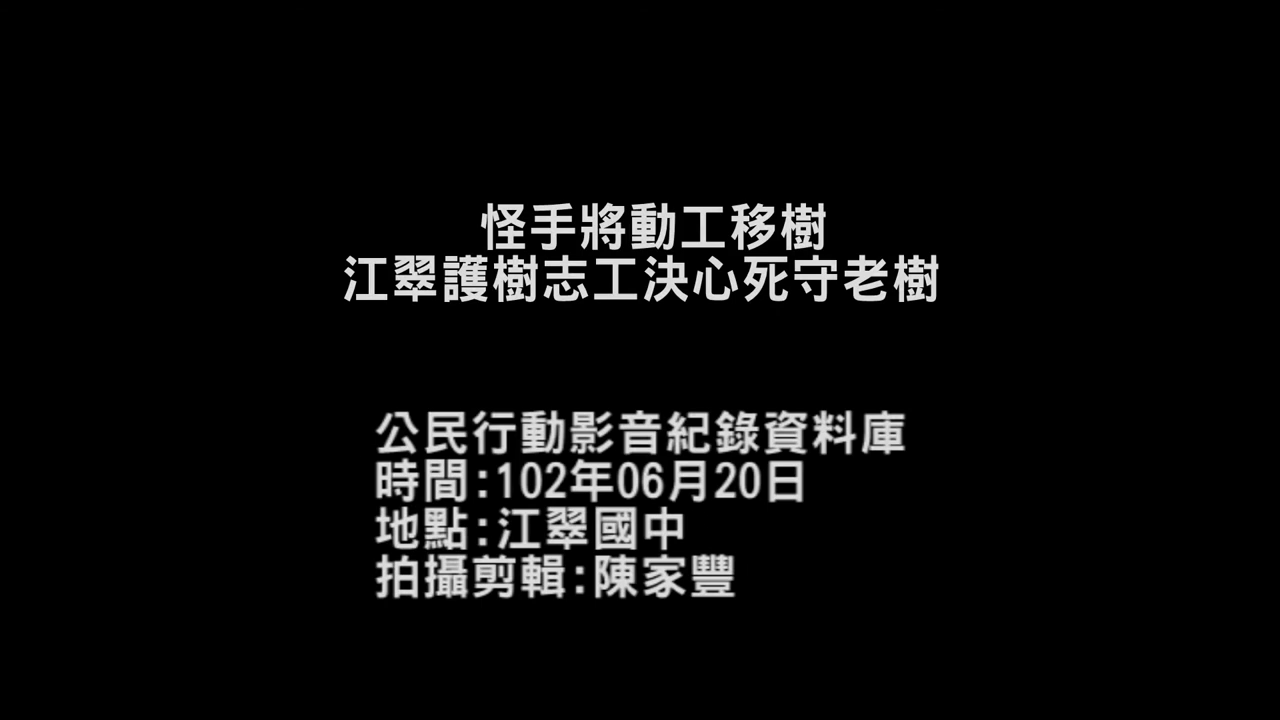 怪手將動工移樹
江翠護樹志工決心死守老樹
公民行動影音紀錄資料庫
時間:102年06月20日
地點:江翠國中
拍攝剪輯:陳家豐